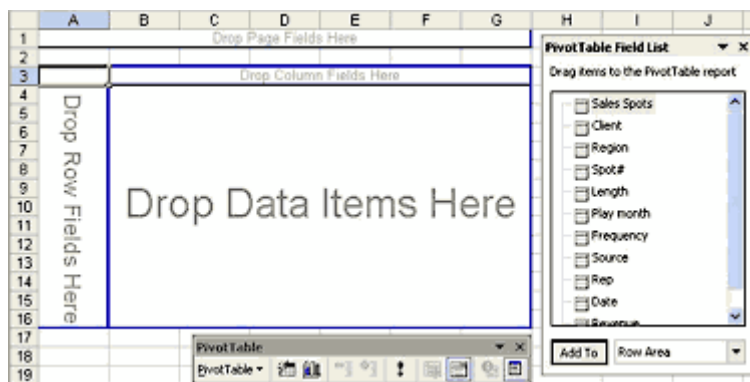 A B C D E F G H I J
1 Drop Page Fields Here
2
3 Drop Column Fields Here
4
5
6
7
8
9
10
11
12
13
14
15
16
17
18
19
Drop Row Fields Here
Drop Data Items Here
PivotTable Field List
Drag items to the PivotTable report
Sales Spots
Client
Region
Spot#
Length
Play month
Frequency
Source
Rep
Date
Revenue
Add To Row Area
PivotTable
PivotTable